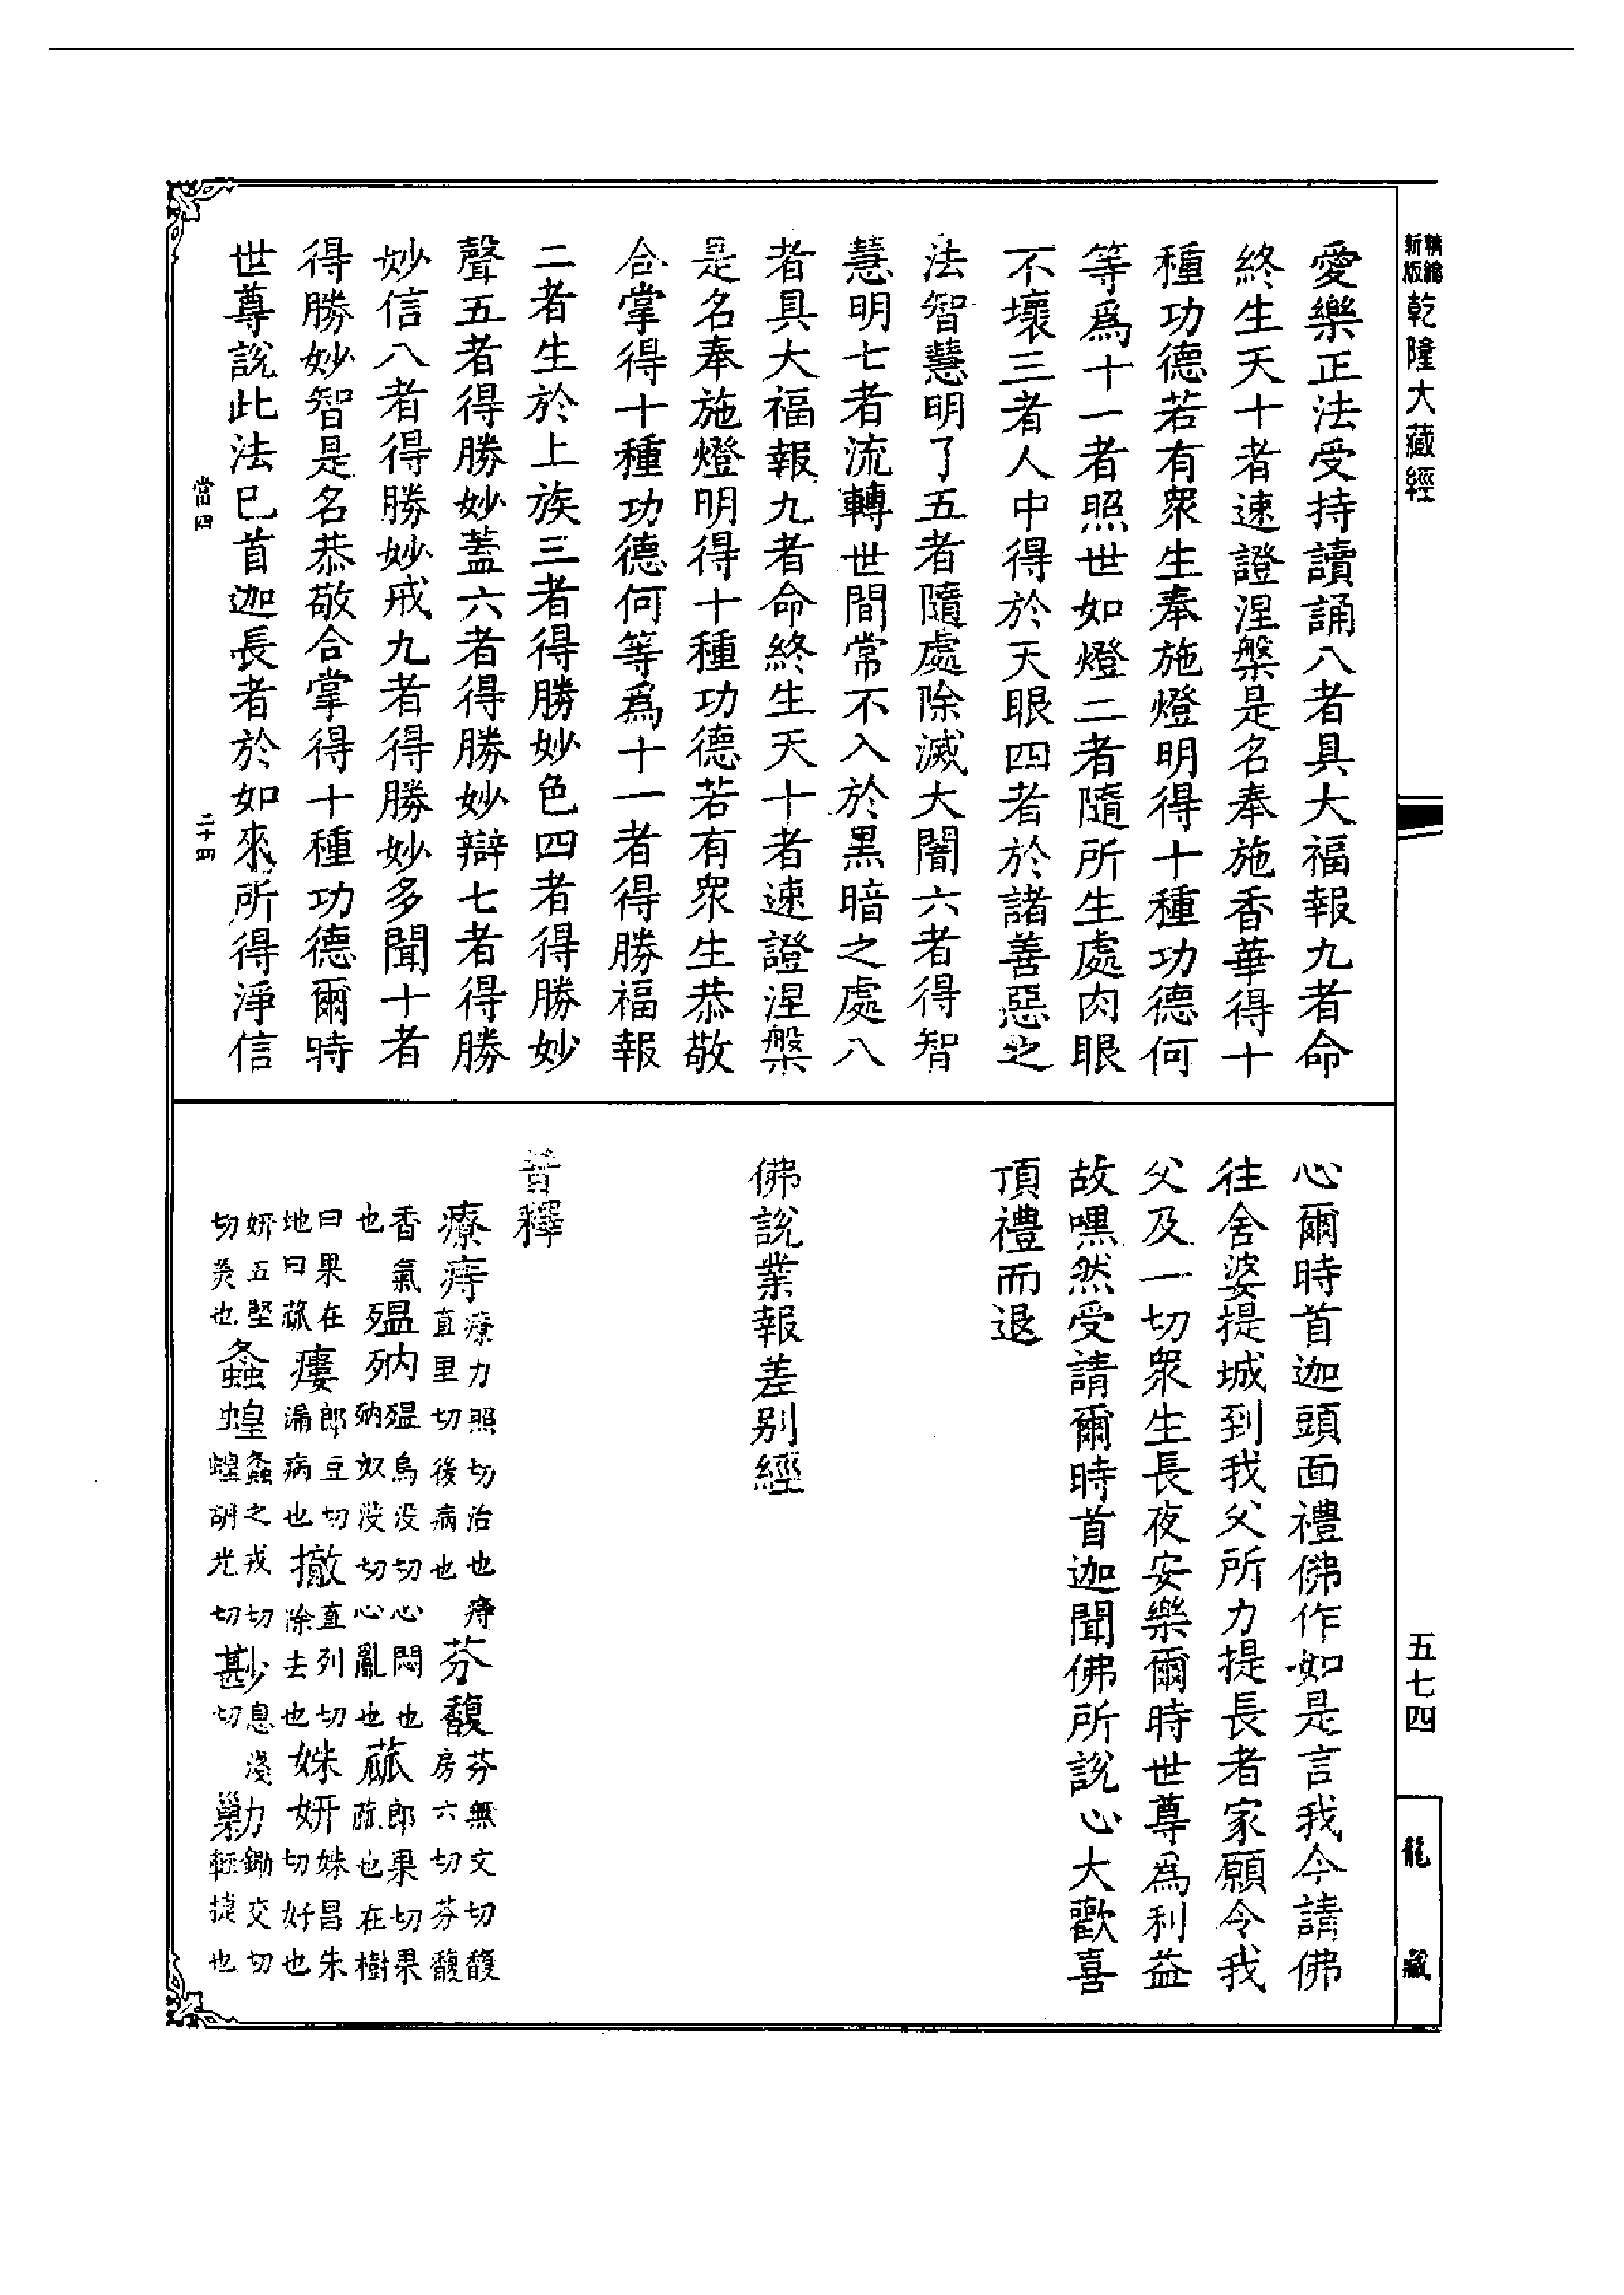 新版
精縮
乾隆大藏經
愛樂正法受持讀誦八者具大福報九者命
終生天十者速證涅槃是名奉施香華得十
種功德若有衆生奉施燈明得十種功德何
等爲十一者照世如燈二者隨所生處肉眼
不壞三者人中得於天眼四者於諸善惡之
法智慧明了五者隨處除滅大闇六者得智
慧明七者流轉世間常不入於黑暗之處八
者具大福報九者命終生天十者速證涅槃
是名奉施燈明得十種功德若有衆生恭敬
合掌得十種功德何等爲十一者得勝福報
二者生於上族三者得勝妙色四者得勝妙
聲五者得勝妙蓋六者得勝妙辯七者得勝
妙信八者得勝妙戒九者得勝妙多聞十者
得勝妙智是名恭敬合掌得十種功德爾時
世尊說此法已首迦長者於如來所得淨信
當四
二十四
心爾時首迦頭面禮佛作如是言我今請佛
往舍婆提城到我父所力提長者家願令我
父及一切衆生長夜安樂爾時世尊爲利益
故嘿然受請爾時首迦聞佛所說心大歡喜
頂禮而退
佛說業報差別經
音釋
療痔 療力照切治也痔直里切後病也 芬馥 芬無文切馥房六切芬馥
香氣也 殟㱎 殟烏没切心悶也㱎奴没切心亂也 蓏 郎果切果蓏也在樹
曰果在地曰蓏 瘻 郎豆切漏病也 撤 直列切除去也 姝妍 姝昌朱切好也
妍五堅切美也 螽蝗 螽之戎切蝗胡光切 尠 息淺切 勦 鋤交切輕捷也
五七四
龍藏